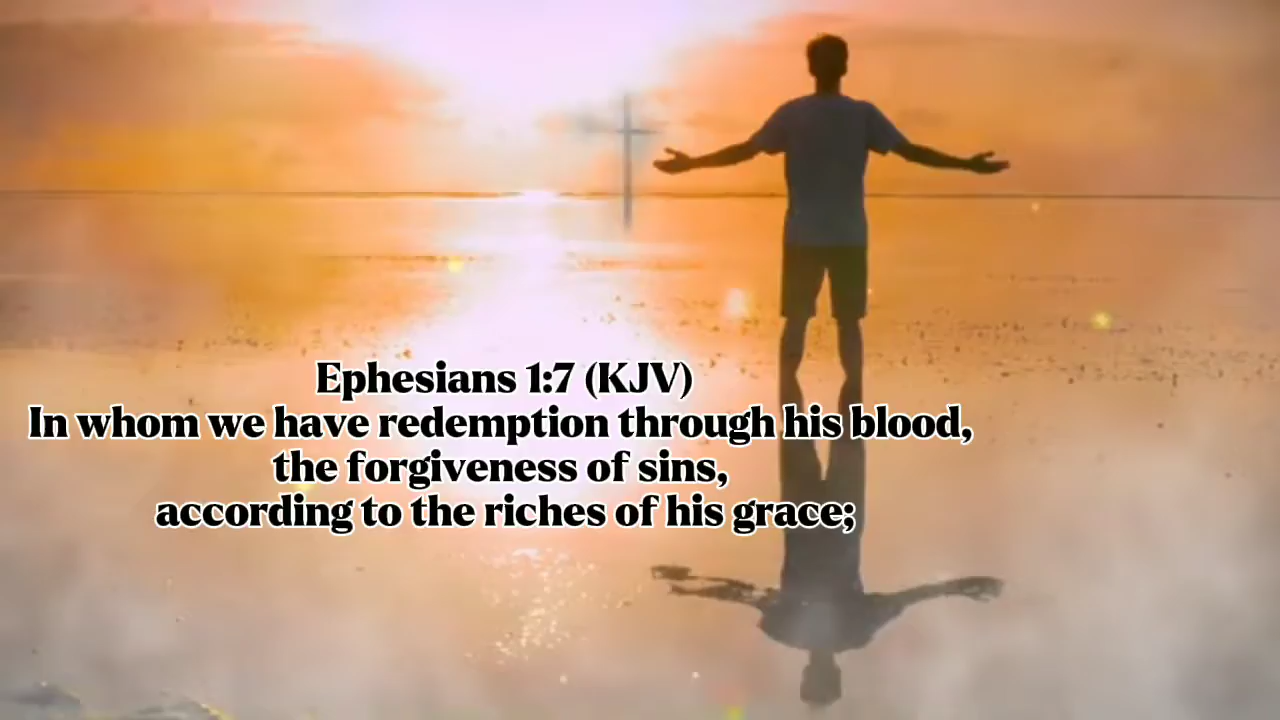 Ephesians 1:7 (KJV)
In whom we have redemption through his blood,
the forgiveness of sins,
according to the riches of his grace;